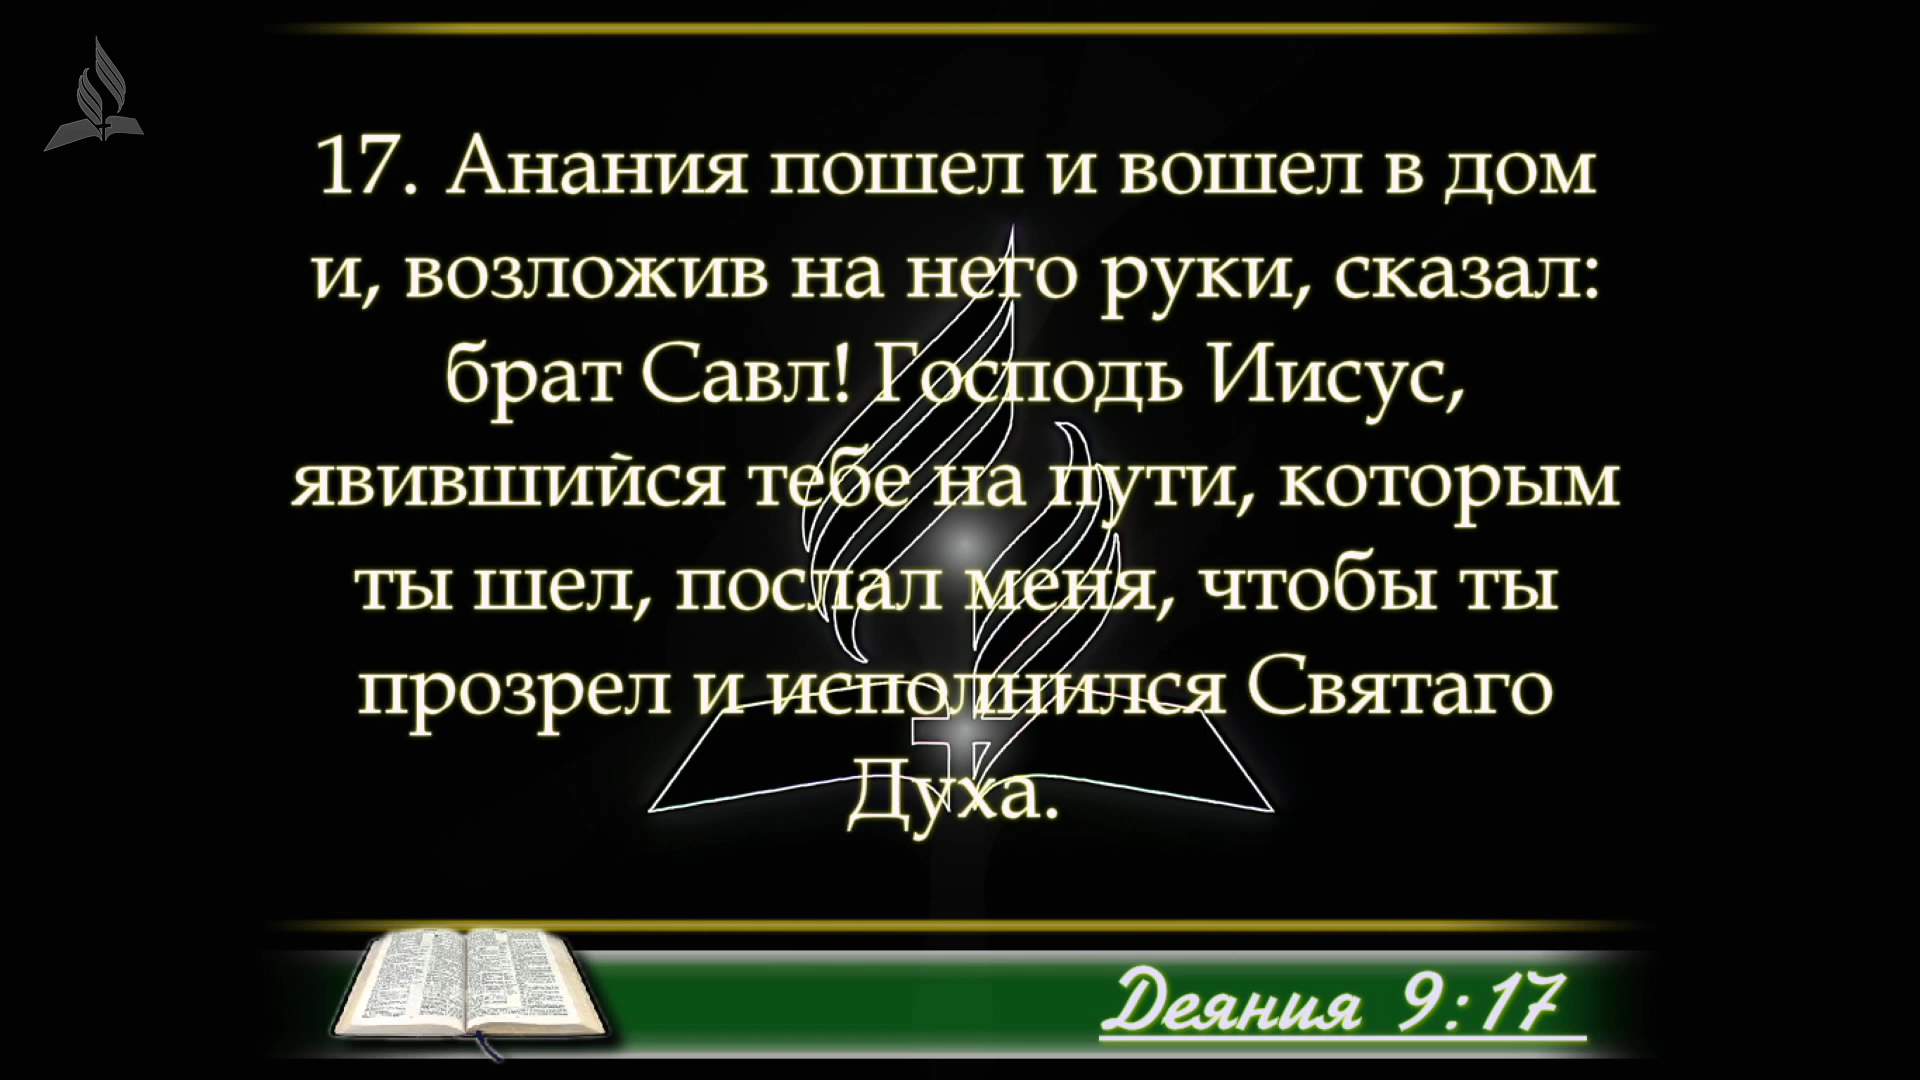 17. Анания пошел и вошел в дом
и, возложив на него руки, сказал:
брат Савл! Господь Иисус,
явившийся тебе на пути, которым
ты шел, послал меня, чтобы ты
прозрел и исполнился Святаго
Духа.
Деяния 9:17